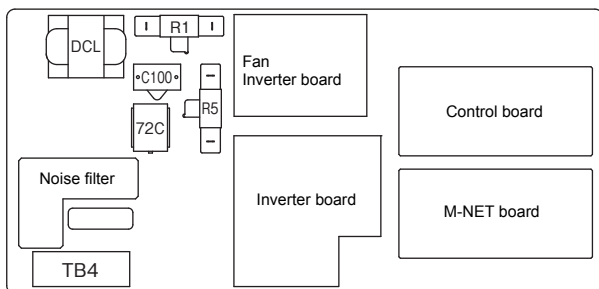 DCL
R1
Fan
Inverter board
C100
R5
72C
Control board
Noise filter
Inverter board
M-NET board
TB4